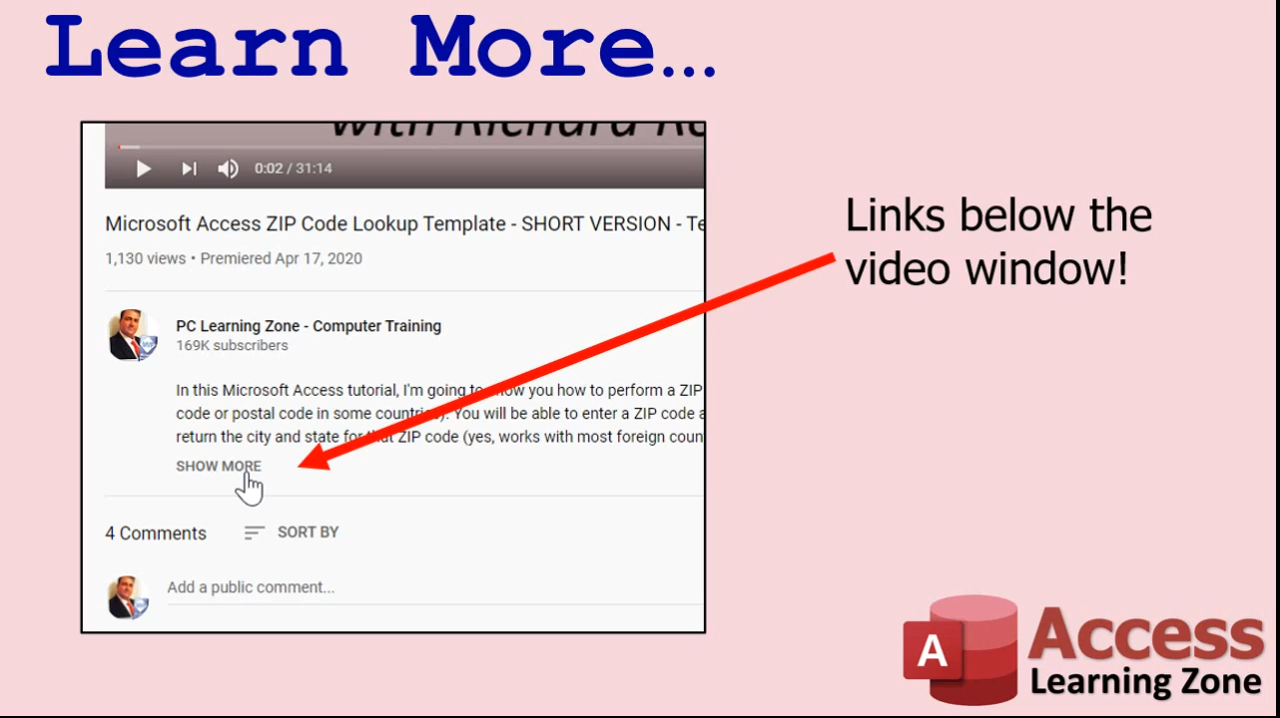 Learn More...
with Richard
0:02 / 31:14
Microsoft Access ZIP Code Lookup Template - SHORT VERSION -
1,130 views • Premiered Apr 17, 2020
PC Learning Zone - Computer Training
169K subscribers
In this Microsoft Access tutorial, I'm going to show you how to perform a ZIP
code or postal code in some countries). You will be able to enter a ZIP code
return the city and state for that ZIP code (yes, works with most foreign
SHOW MORE
4 Comments
SORT BY
Add a public comment...
Links below the
video window!
A
Access
Learning Zone